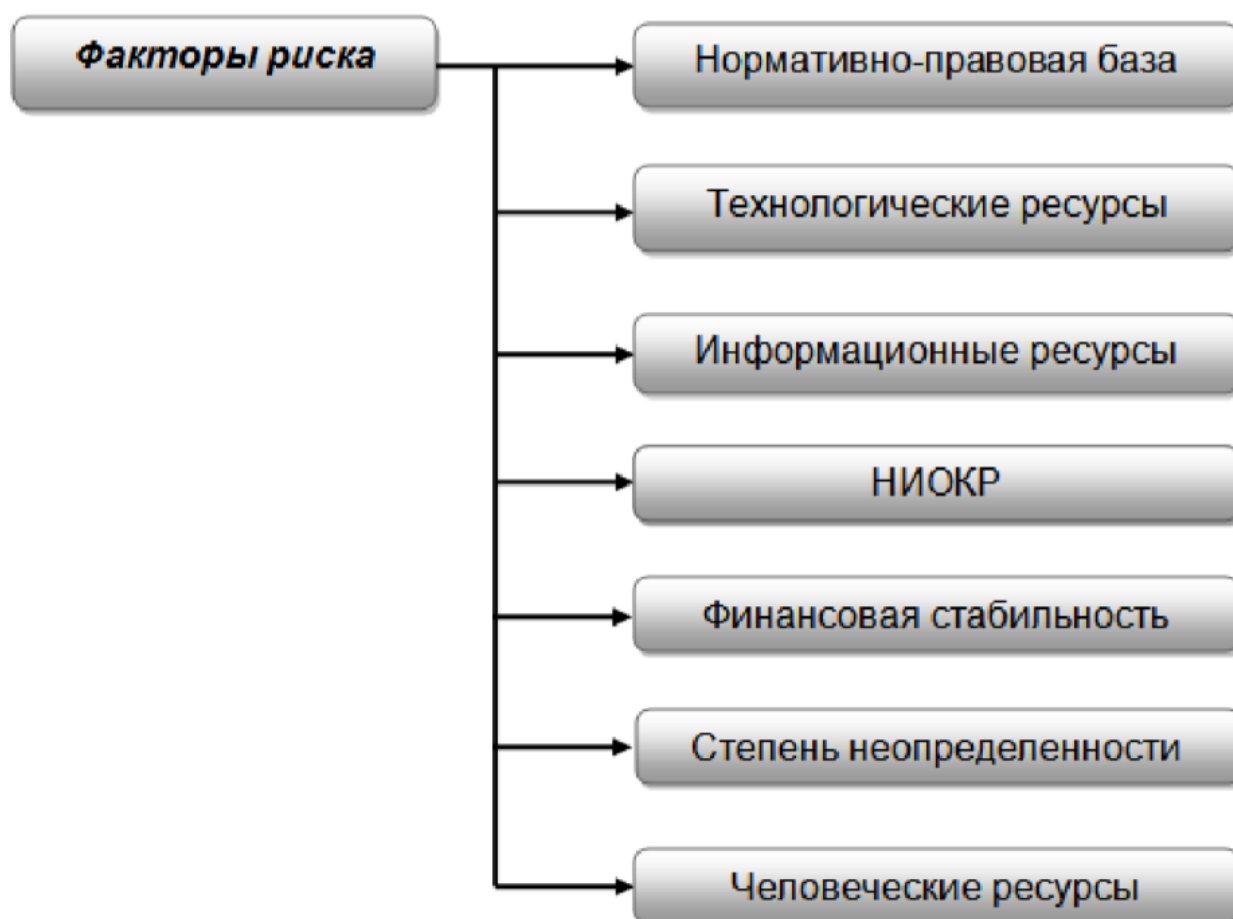 Факторы риска
Нормативно-правовая база
Технологические ресурсы
Информационные ресурсы
НИОКР
Финансовая стабильность
Степень неопределенности
Человеческие ресурсы